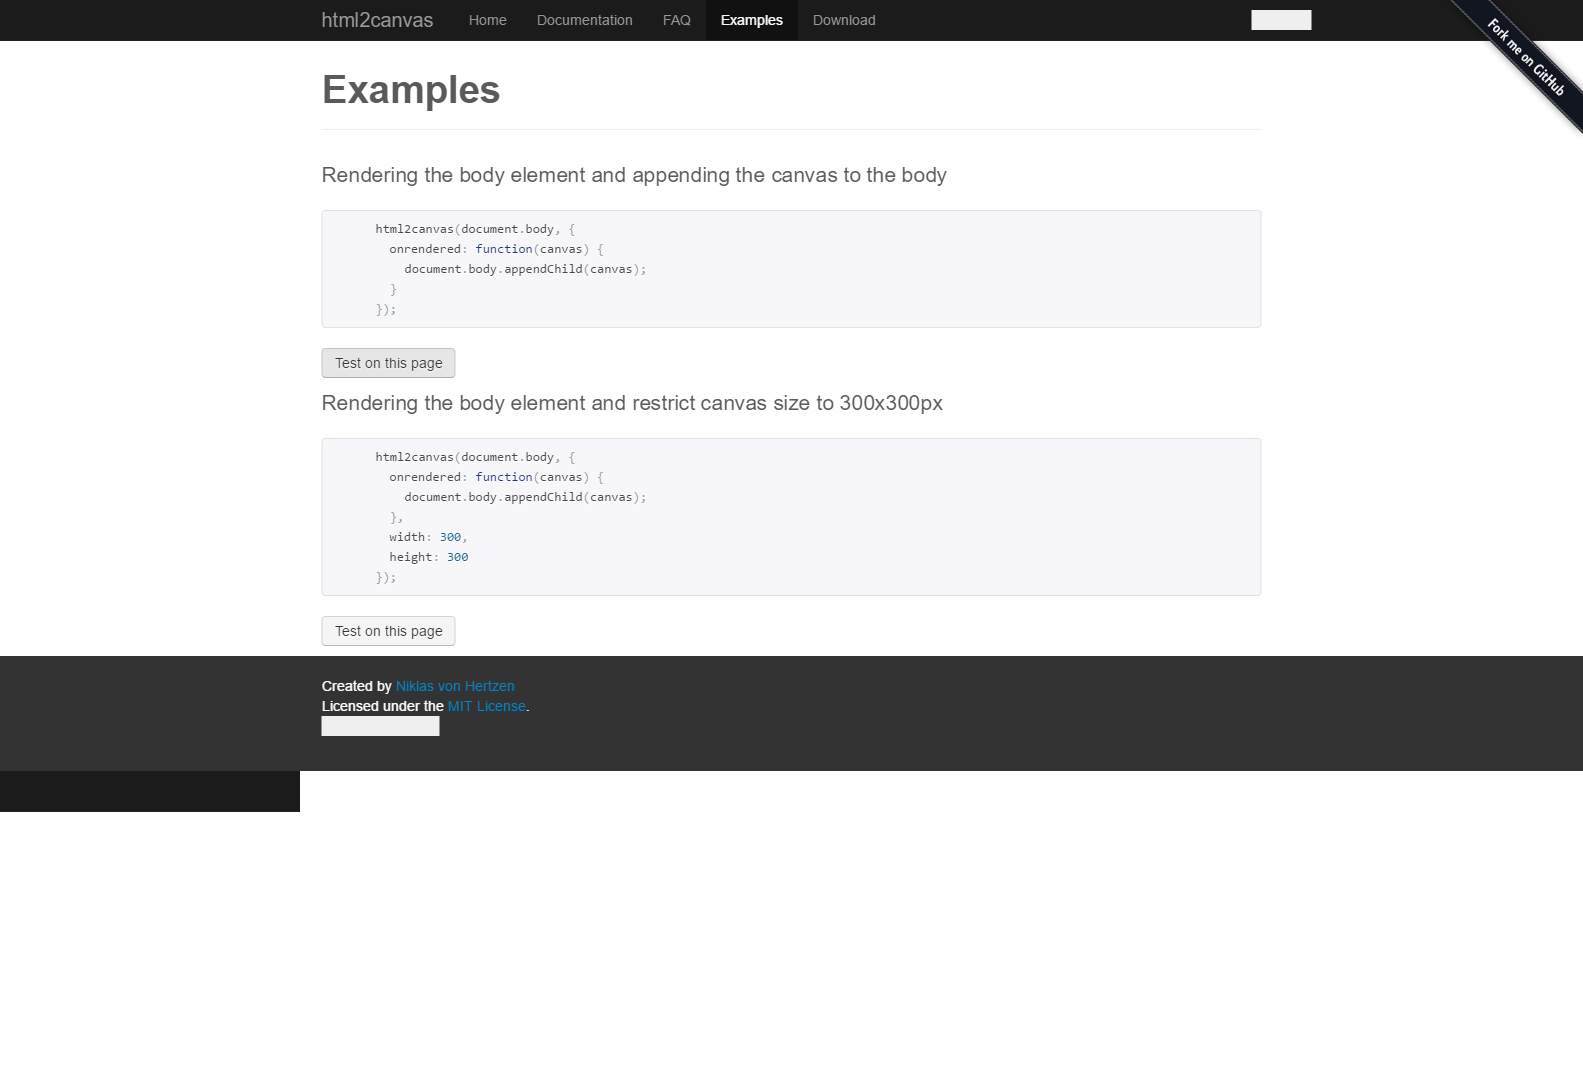 html2canvas Home Documentation FAQ Examples Download
Fork me on GitHub
Examples
Rendering the body element and appending the canvas to the body
html2canvas(document.body, {
  onrendered: function(canvas) {
    document.body.appendChild(canvas);
  }
});
Test on this page
Rendering the body element and restrict canvas size to 300x300px
html2canvas(document.body, {
  onrendered: function(canvas) {
    document.body.appendChild(canvas);
  },
  width: 300,
  height: 300
});
Test on this page
Created by Niklas von Hertzen
Licensed under the MIT License.